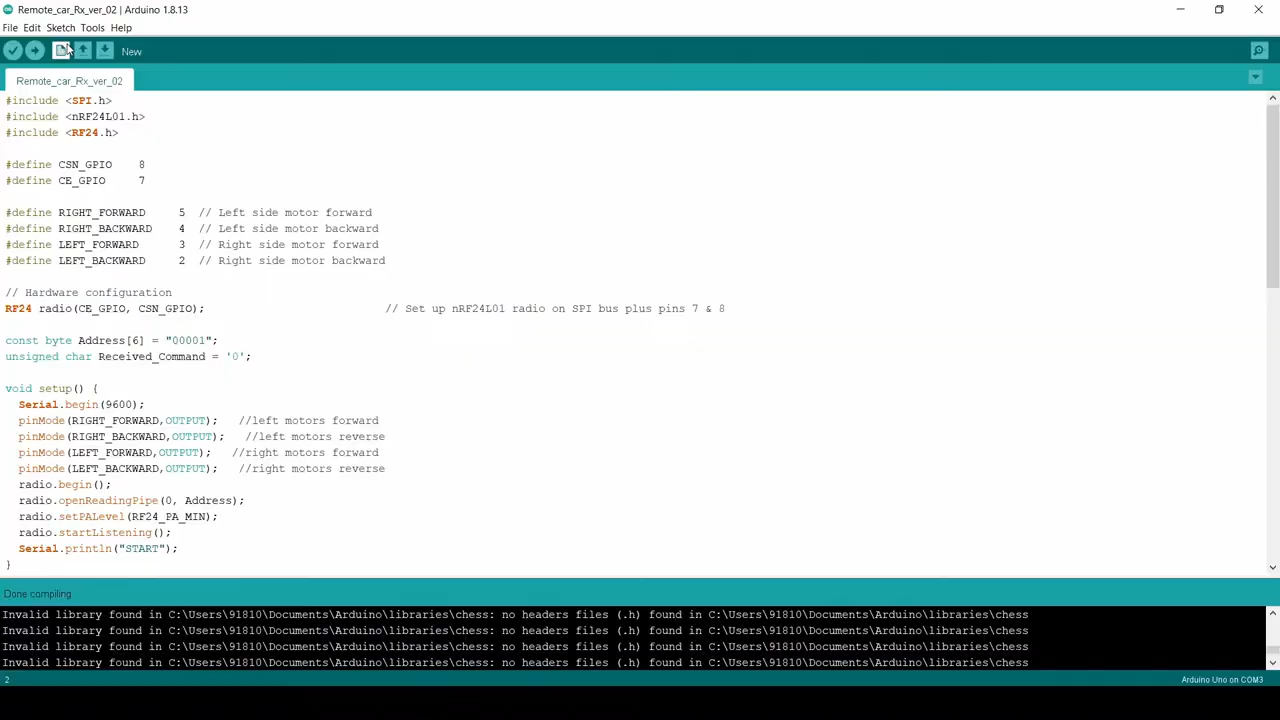 Remote_car_Rx_ver_02 | Arduino 1.8.13
File Edit Sketch Tools Help
New
Remote_car_Rx_ver_02
#include <SPI.h>
#include <nRF24L01.h>
#include <RF24.h>
#define CSN_GPIO    8
#define CE_GPIO     7
#define RIGHT_FORWARD     5  // Left side motor forward
#define RIGHT_BACKWARD    4  // Left side motor backward
#define LEFT_FORWARD      3  // Right side motor forward
#define LEFT_BACKWARD     2  // Right side motor backward
// Hardware configuration
RF24 radio(CE_GPIO, CSN_GPIO);                           // Set up nRF24L01 radio on SPI bus plus pins 7 & 8
const byte Address[6] = "00001";
unsigned char Received_Command = '0';
void setup() {
  Serial.begin(9600);
  pinMode(RIGHT_FORWARD,OUTPUT);   //left motors forward
  pinMode(RIGHT_BACKWARD,OUTPUT);   //left motors reverse
  pinMode(LEFT_FORWARD,OUTPUT);   //right motors forward
  pinMode(LEFT_BACKWARD,OUTPUT);   //right motors reverse
  radio.begin();
  radio.openReadingPipe(0, Address);
  radio.setPALevel(RF24_PA_MIN);
  radio.startListening();
  Serial.println("START");
}
Done compiling
Invalid library found in C:\Users\91810\Documents\Arduino\libraries\chess: no headers files (.h) found in C:\Users\91810\Documents\Arduino\libraries\chess
Invalid library found in C:\Users\91810\Documents\Arduino\libraries\chess: no headers files (.h) found in C:\Users\91810\Documents\Arduino\libraries\chess
Invalid library found in C:\Users\91810\Documents\Arduino\libraries\chess: no headers files (.h) found in C:\Users\91810\Documents\Arduino\libraries\chess
Invalid library found in C:\Users\91810\Documents\Arduino\libraries\chess: no headers files (.h) found in C:\Users\91810\Documents\Arduino\libraries\chess
2 Arduino Uno on COM3